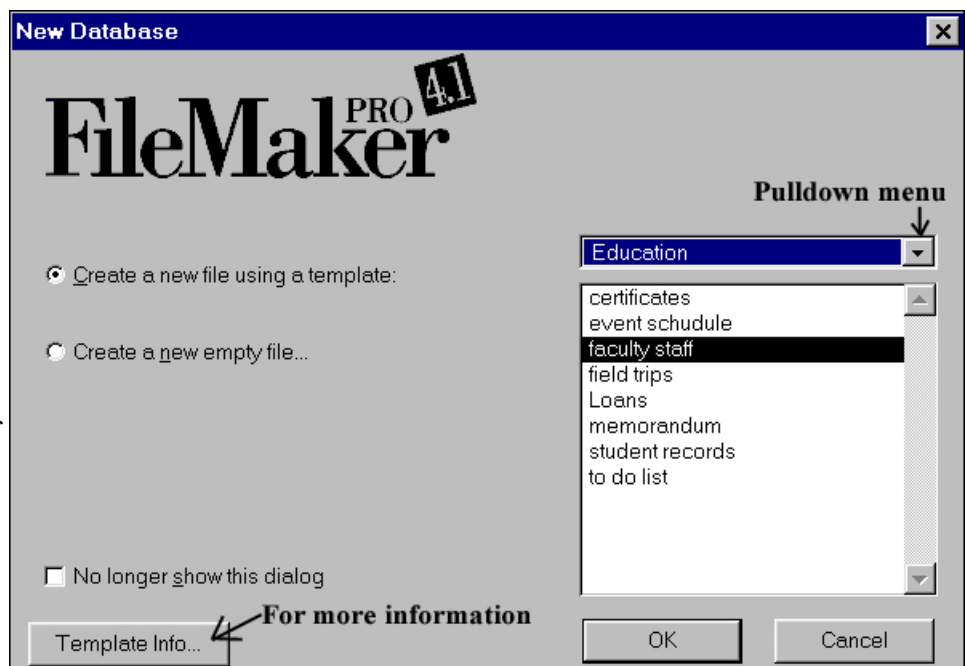 New Database
FileMaker PRO 4.1
Pulldown menu
Education
Create a new file using a template:
certificates
event schudule
faculty staff
Create a new empty file...
field trips
Loans
memorandum
student records
to do list
No longer show this dialog
For more information
Template Info...
OK
Cancel